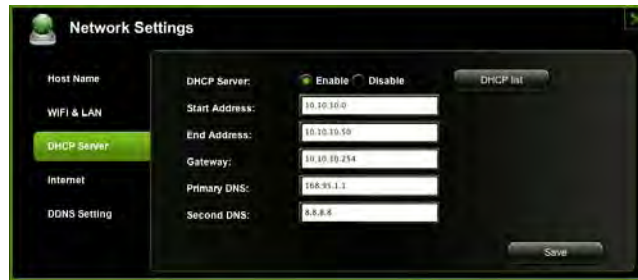 Network Settings
Host Name
WIFI & LAN
DHCP Server
Internet
DDNS Setting
DHCP Server: Enable Disable DHCP list
Start Address: 10.10.10.0
End Address: 10.10.10.50
Gateway: 10.10.10.254
Primary DNS: 168.95.1.1
Second DNS: 8.8.8.8
Save